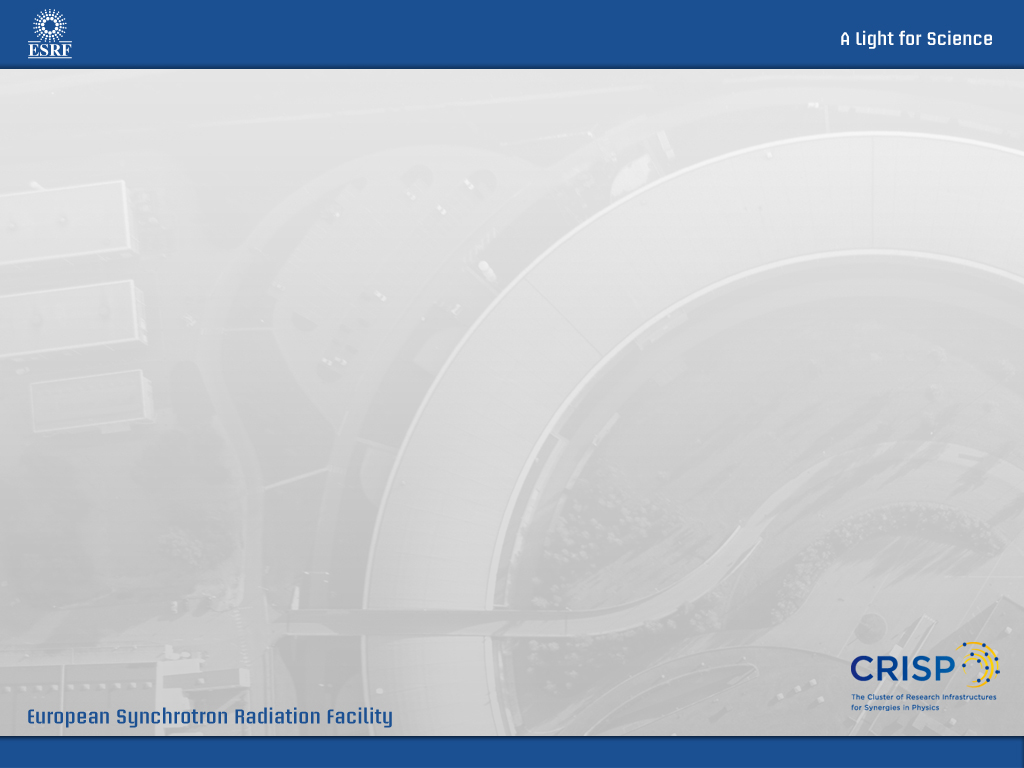 ESRF
A Light for Science
CRISP
The Cluster of Research Infrastructures
for Synergies in Physics
European Synchrotron Radiation Facility